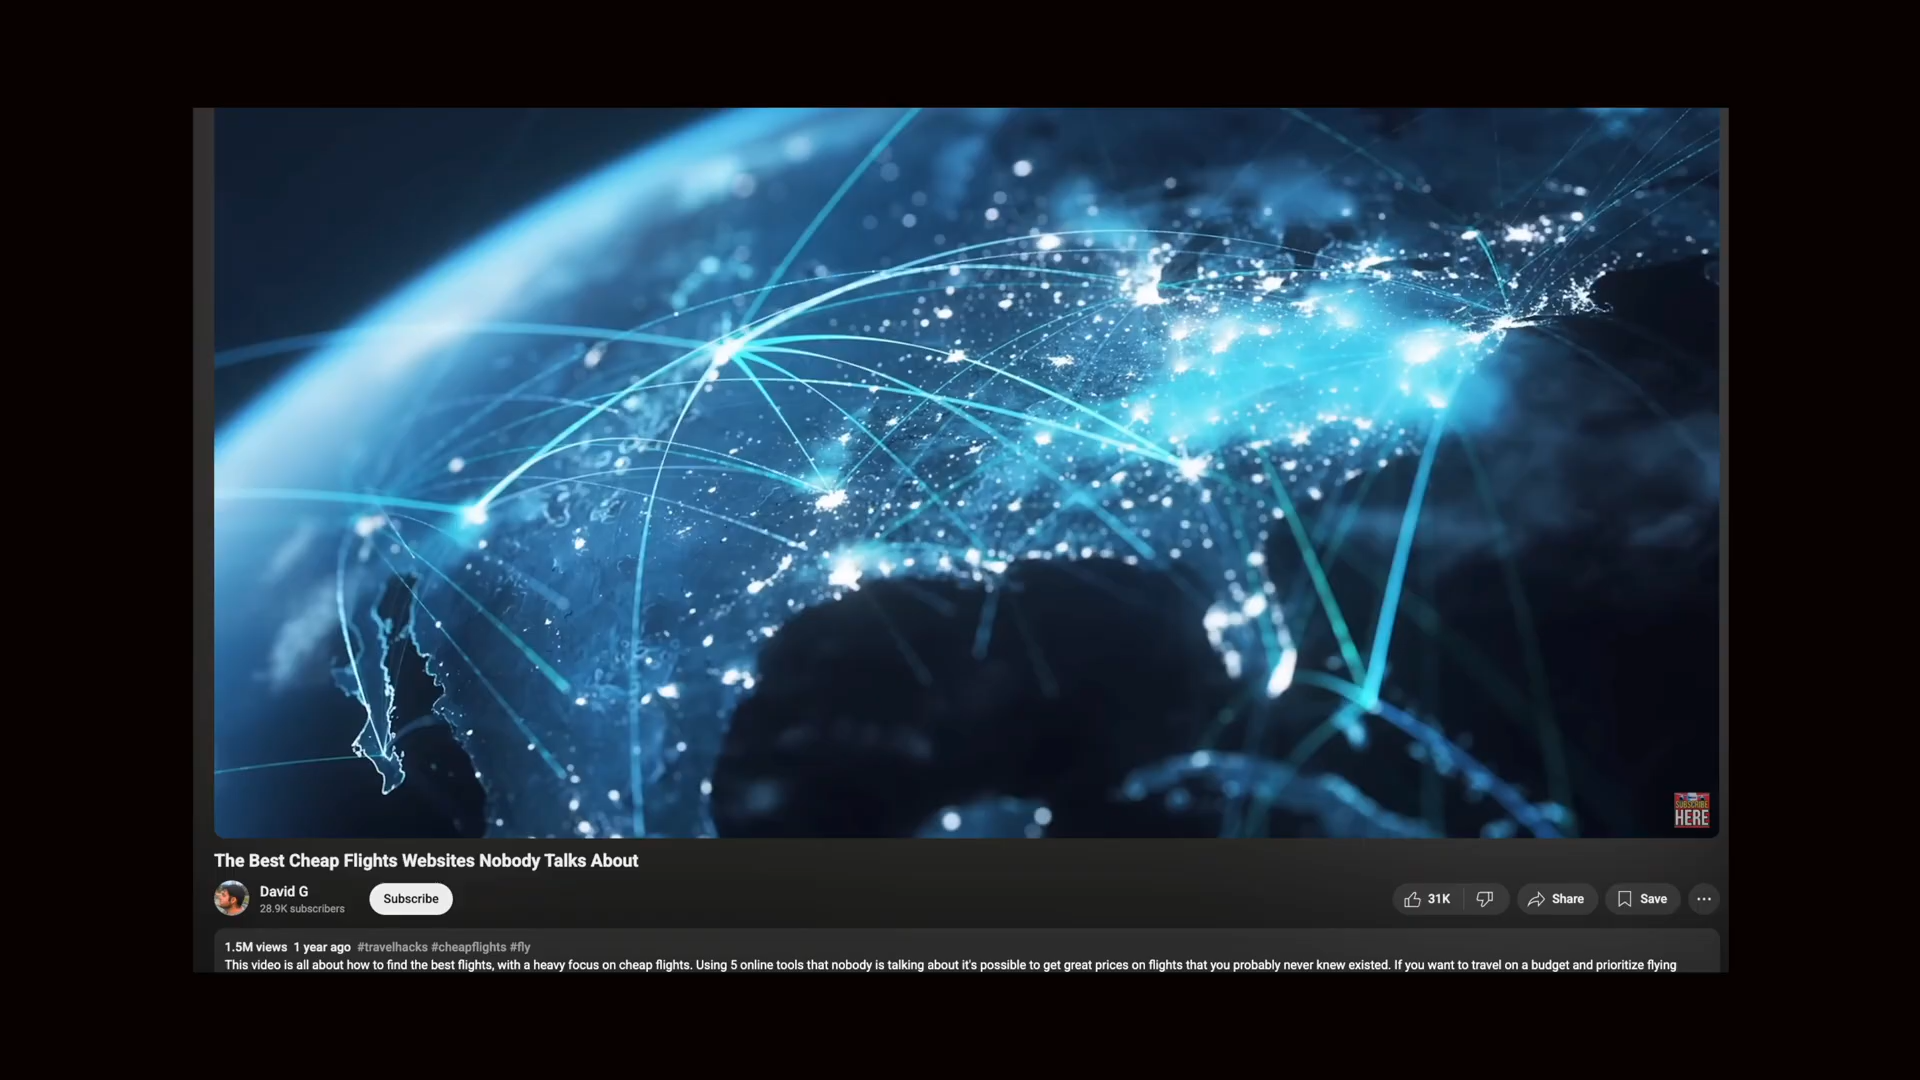 SUBSCRIBE
HERE
The Best Cheap Flights Websites Nobody Talks About
David G
28.9K subscribers
Subscribe
31K
Share
Save
1.5M views 1 year ago #travelhacks #cheapflights #fly
This video is all about how to find the best flights, with a heavy focus on cheap flights. Using 5 online tools that nobody is talking about it's possible to get great prices on flights that you probably never knew existed. If you want to travel on a budget and prioritize flying